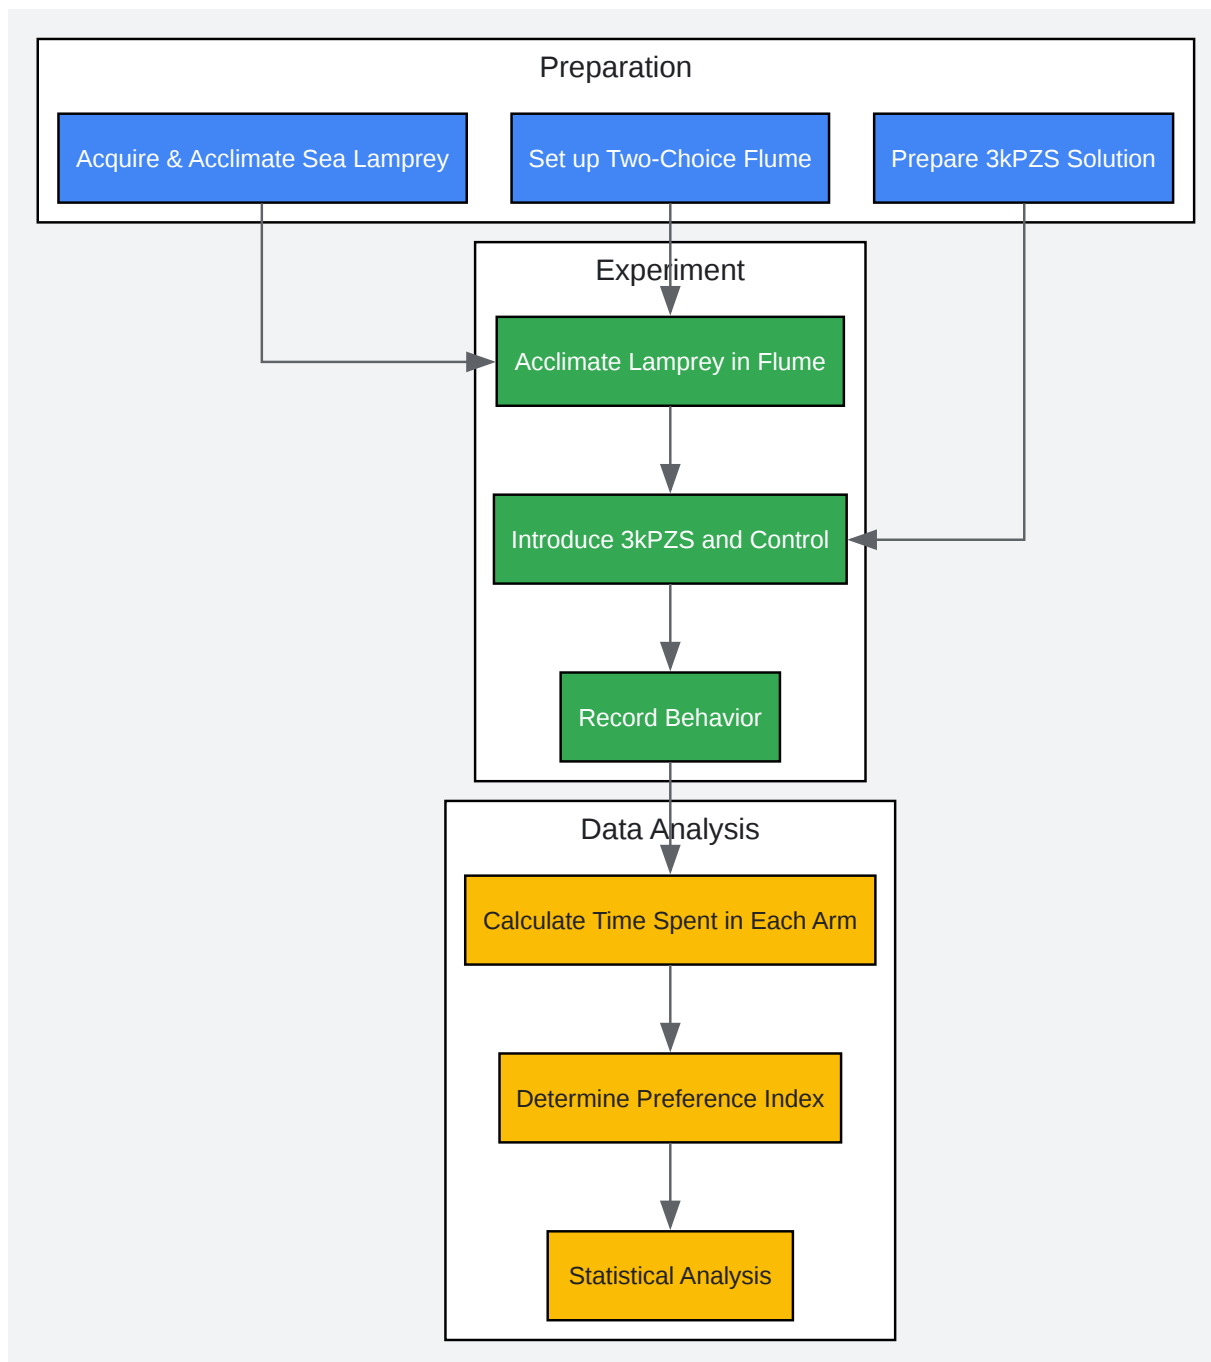 Preparation
Acquire & Acclimate Sea Lamprey
Set up Two-Choice Flume
Prepare 3kPZS Solution
Experiment
Acclimate Lamprey in Flume
Introduce 3kPZS and Control
Record Behavior
Data Analysis
Calculate Time Spent in Each Arm
Determine Preference Index
Statistical Analysis